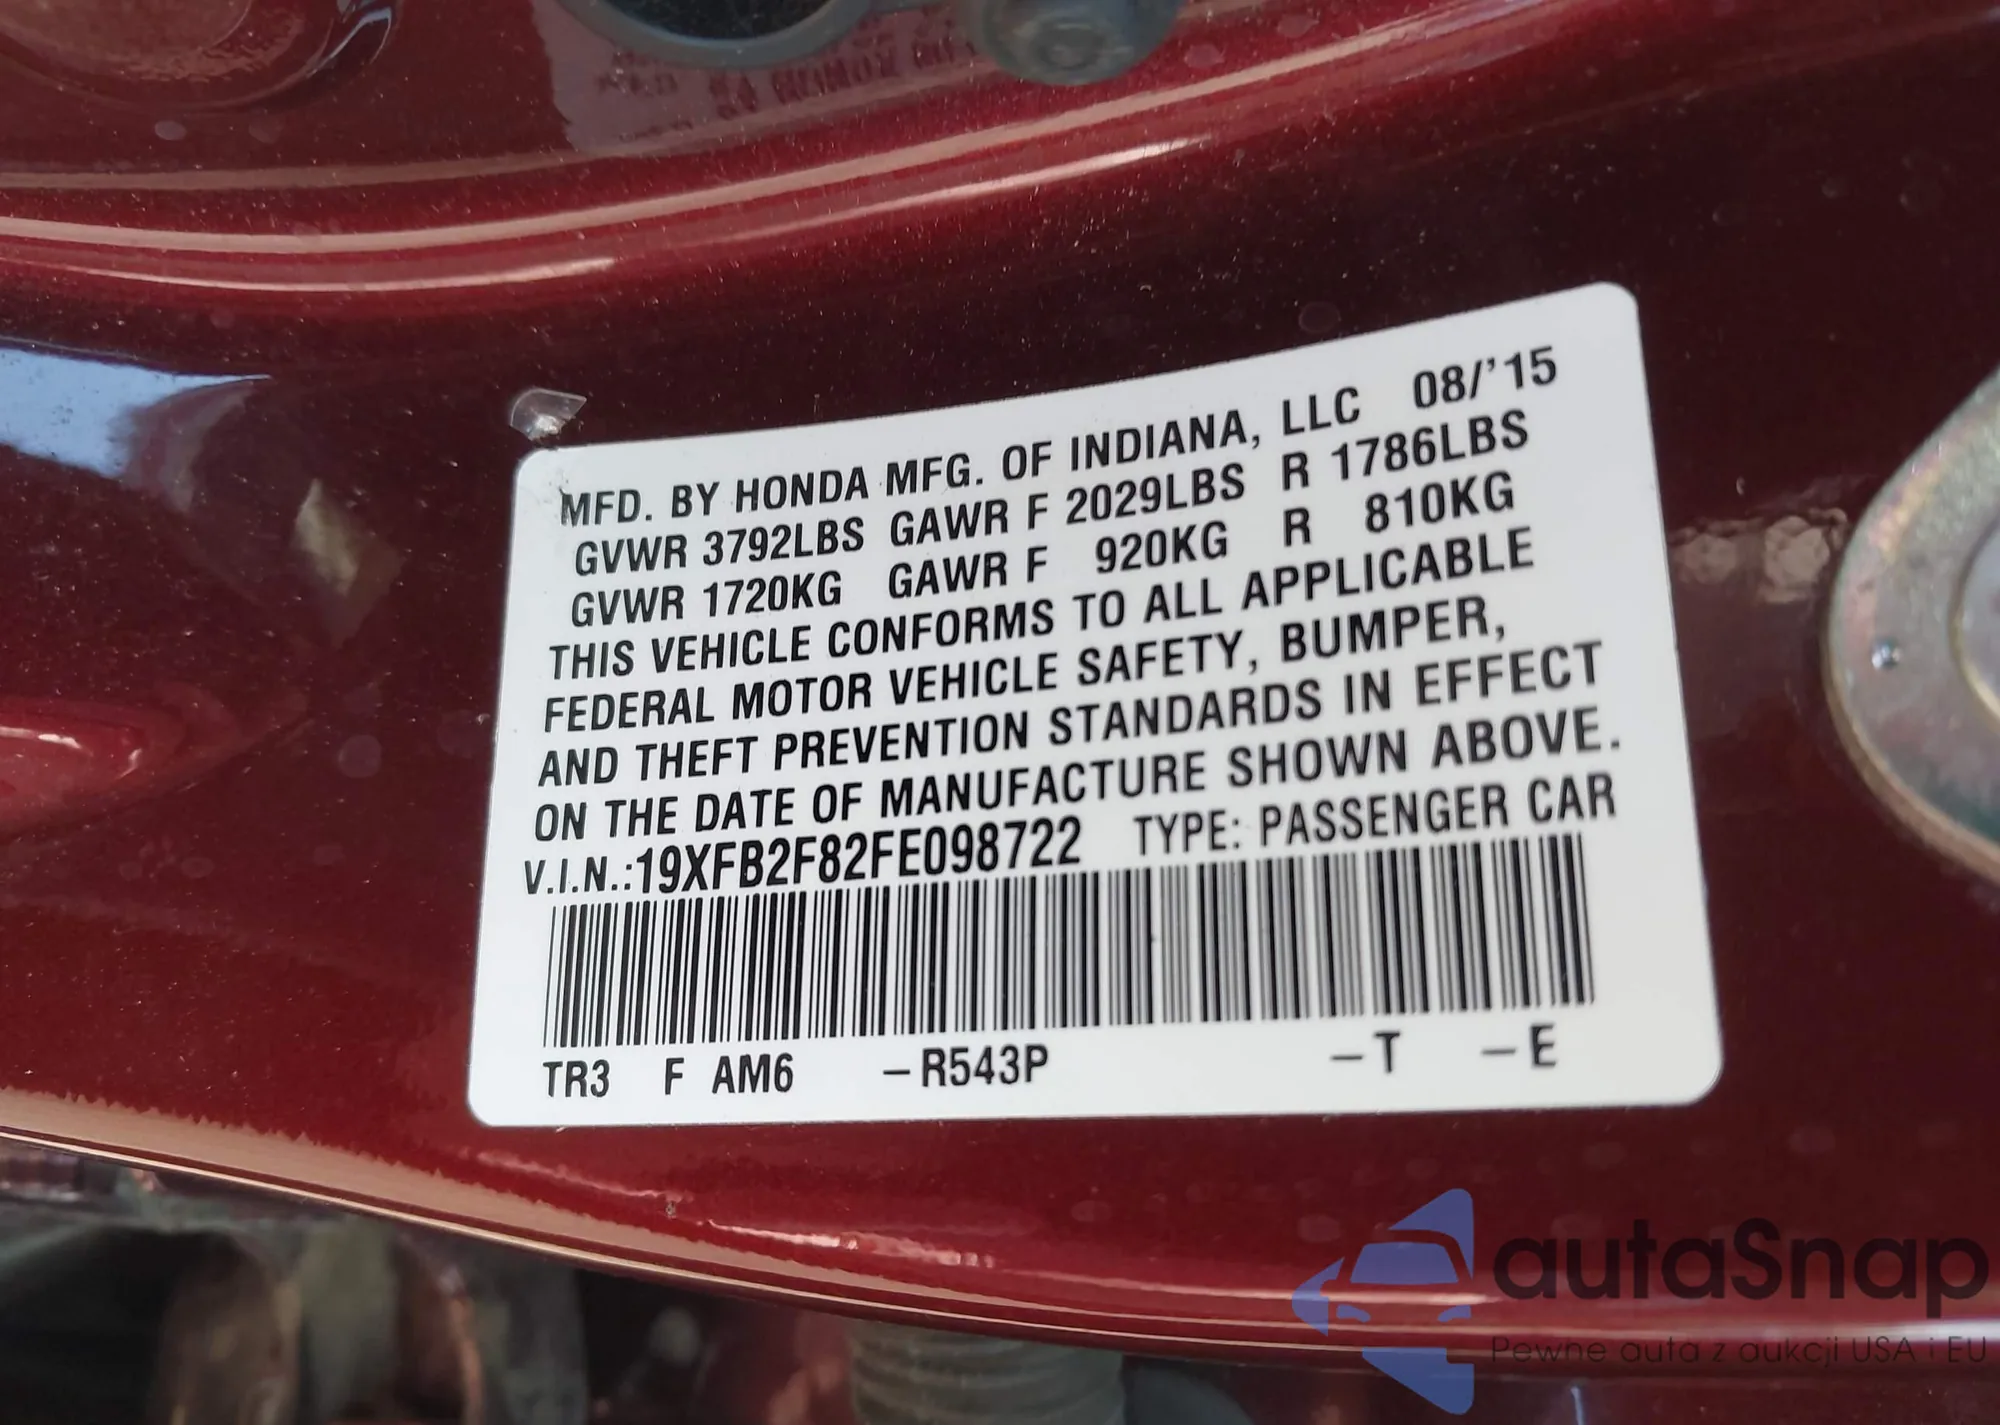 MFD. BY HONDA MFG. OF INDIANA, LLC 08/'15
GVWR 3792LBS GAWR F 2029LBS R 1786LBS
GVWR 1720KG GAWR F 920KG R 810KG
THIS VEHICLE CONFORMS TO ALL APPLICABLE
FEDERAL MOTOR VEHICLE SAFETY, BUMPER,
AND THEFT PREVENTION STANDARDS IN EFFECT
ON THE DATE OF MANUFACTURE SHOWN ABOVE.
V.I.N.:19XFB2F82FE098722 TYPE: PASSENGER CAR
TR3 F AM6 –R543P –T –E
autaSnap
Pewne auta z aukcji USA i EU